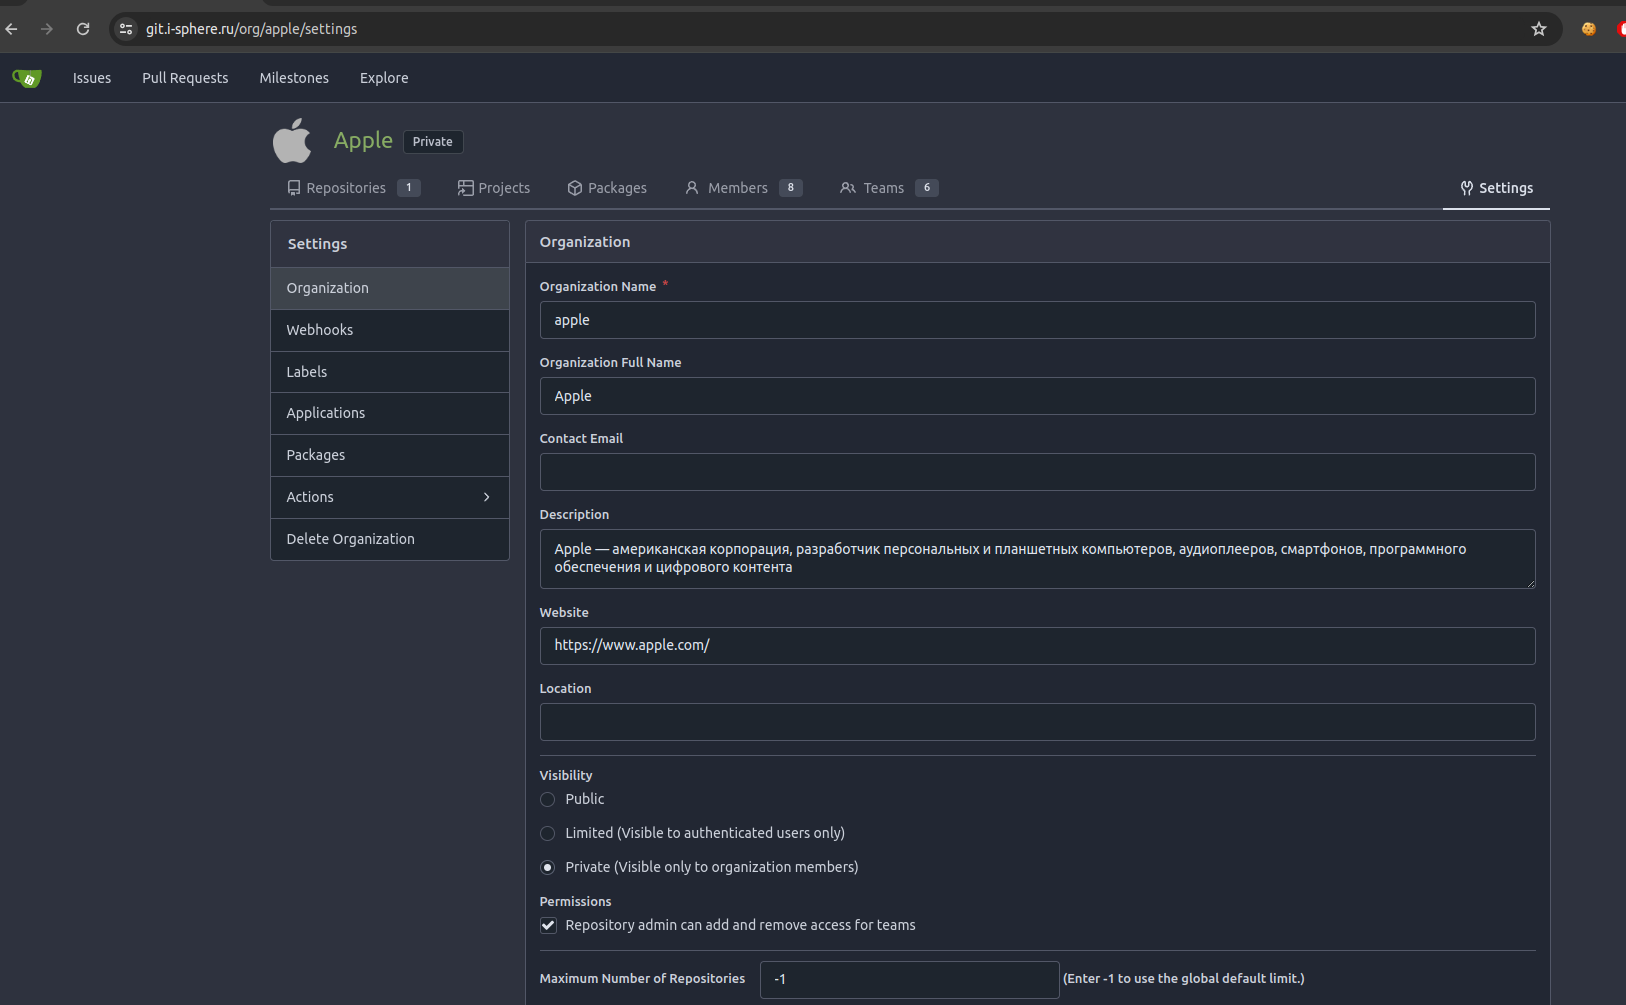 git.i-sphere.ru/org/apple/settings
Issues Pull Requests Milestones Explore
Apple Private
Repositories 1 Projects Packages Members 8 Teams 6 Settings
Settings
Organization
Webhooks
Labels
Applications
Packages
Actions
Delete Organization
Organization
Organization Name *
apple
Organization Full Name
Apple
Contact Email
Description
Apple — американская корпорация, разработчик персональных и планшетных компьютеров, аудиоплееров, смартфонов, программного
обеспечения и цифрового контента
Website
https://www.apple.com/
Location
Visibility
Public
Limited (Visible to authenticated users only)
Private (Visible only to organization members)
Permissions
Repository admin can add and remove access for teams
Maximum Number of Repositories -1 (Enter -1 to use the global default limit.)